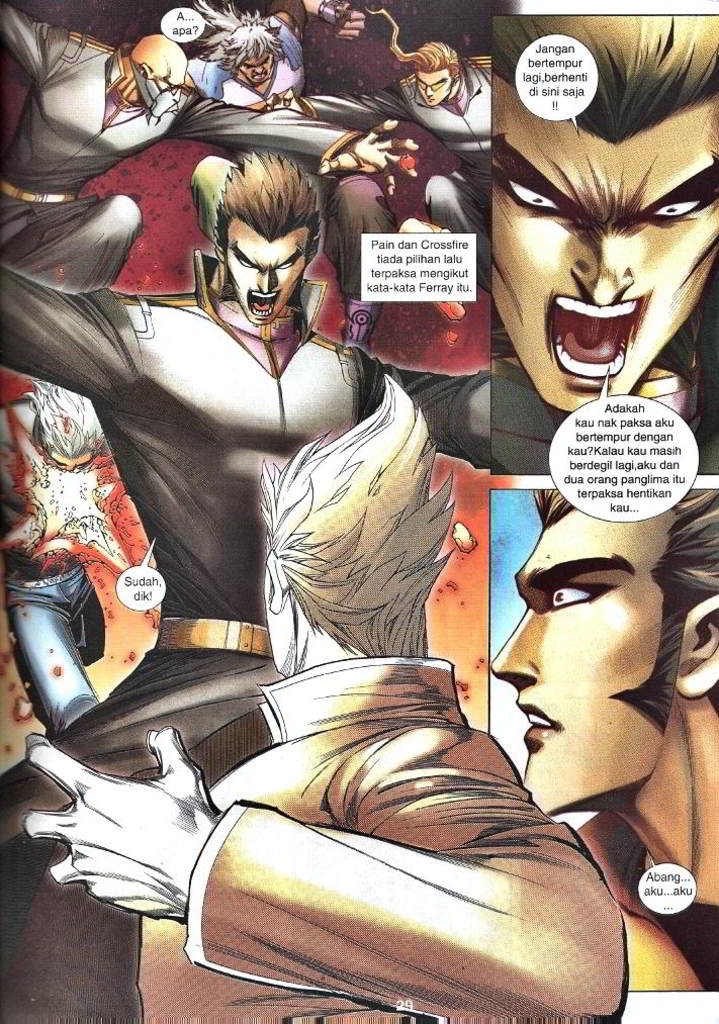 A...
apa?
Pain dan Crossfire
tiada pilihan lalu
terpaksa mengikut
kata-kata Ferray itu.
Jangan
bertempur
lagi,berhenti
di sini saja
!!
Adakah
kau nak paksa aku
bertempur dengan
kau?Kalau kau masih
berdegil lagi,aku dan
dua orang panglima itu
terpaksa hentikan
kau...
Sudah,
dik!
Abang...
aku...aku
...
29